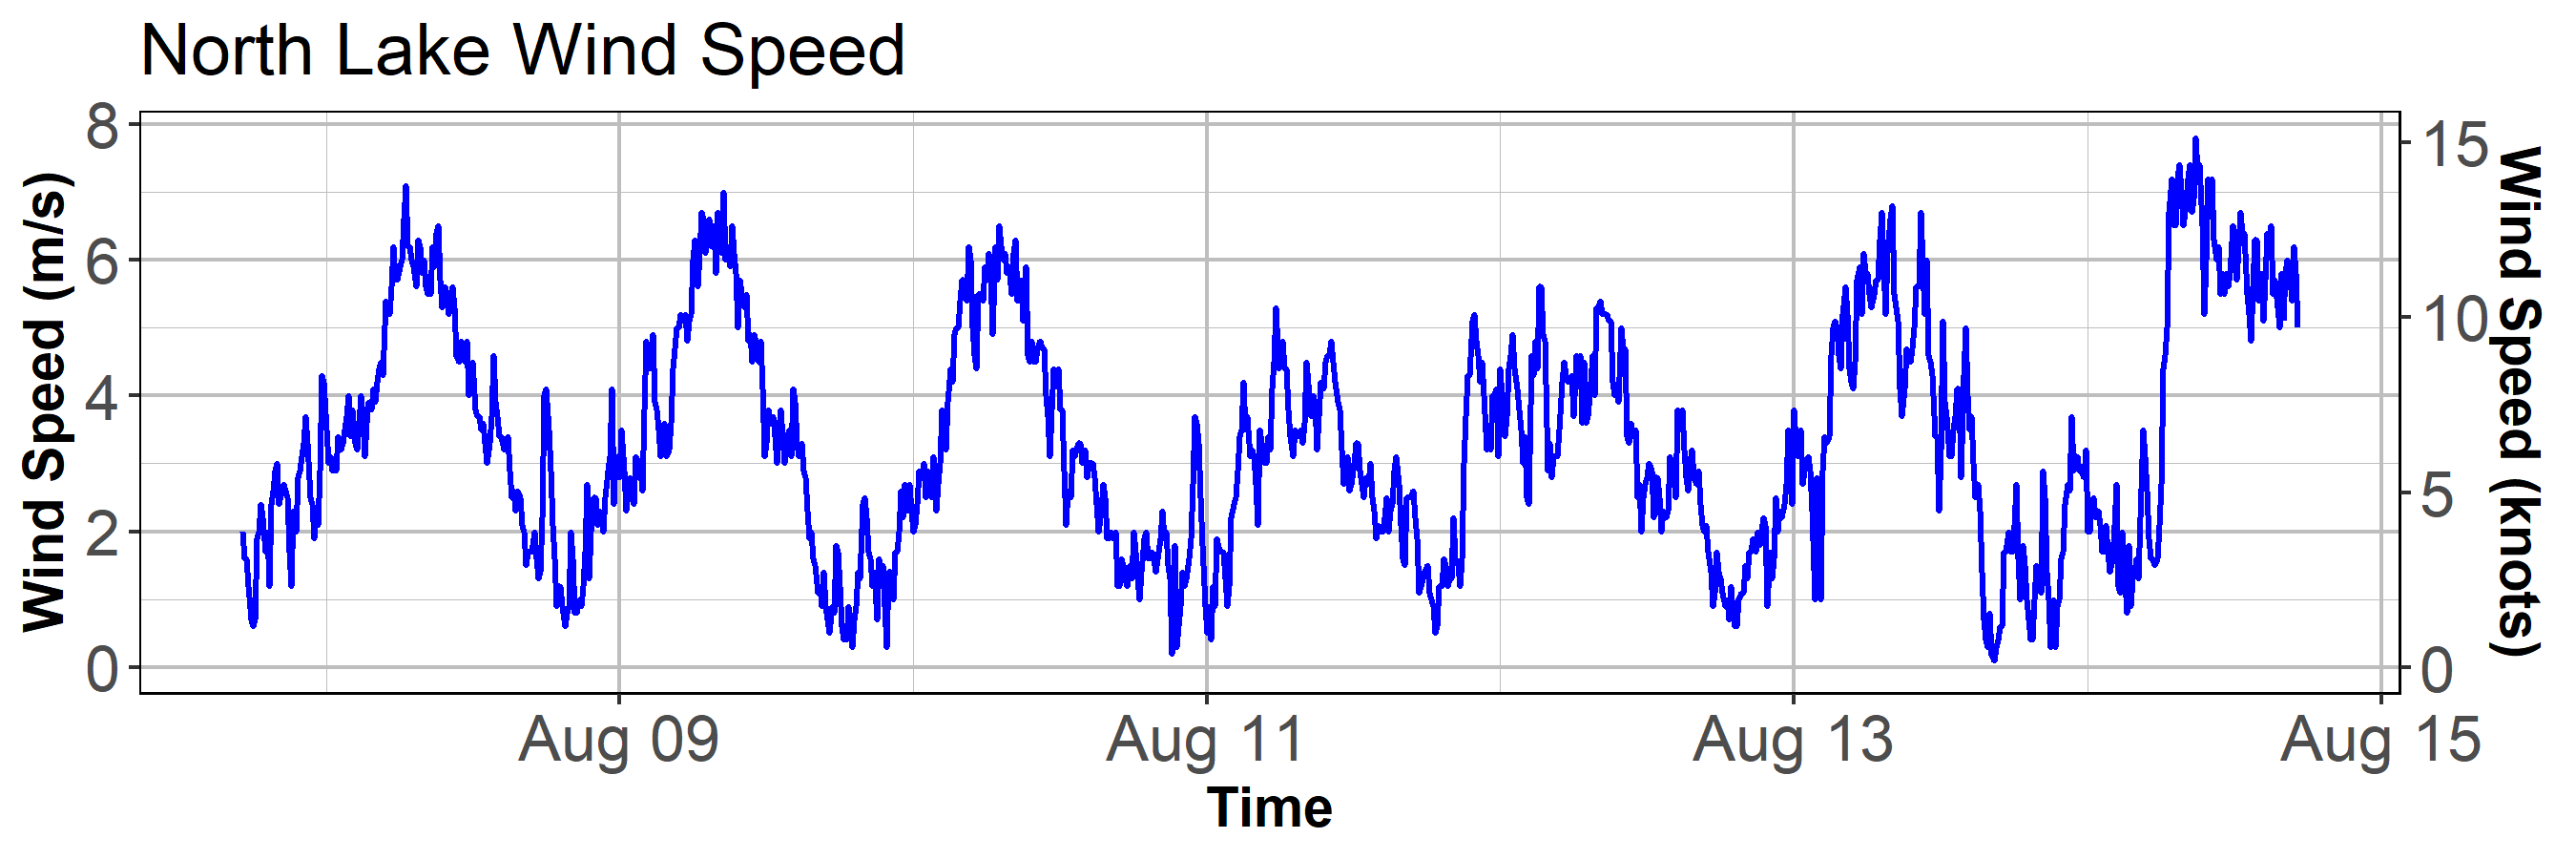 North Lake Wind Speed
Wind Speed (m/s)
8
6
4
2
0
15
10
5
0
Wind Speed (knots)
Aug 09
Aug 11
Aug 13
Aug 15
Time